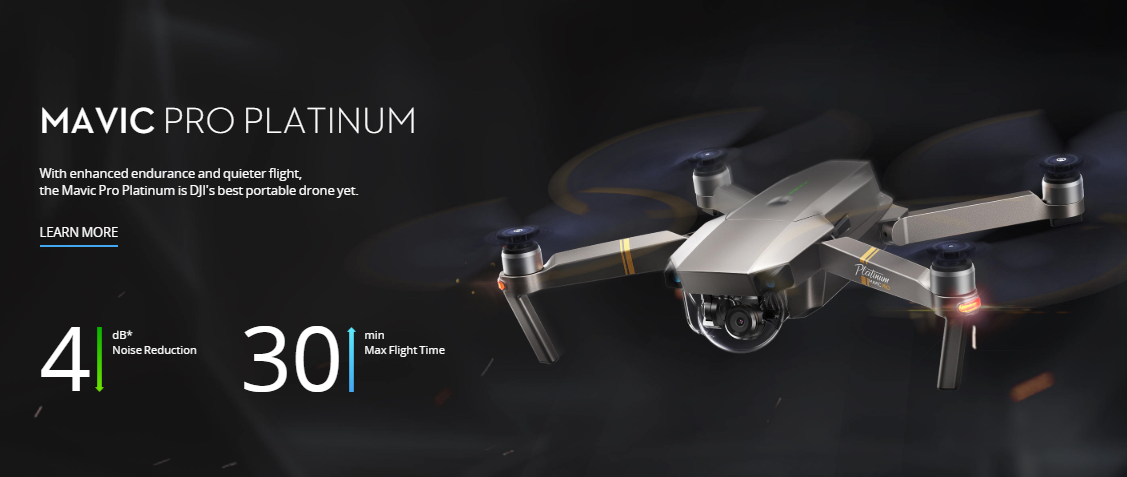 MAVIC PRO PLATINUM
With enhanced endurance and quieter flight,
the Mavic Pro Platinum is DJI's best portable drone yet.
LEARN MORE
4
dB*
Noise Reduction
30
min
Max Flight Time
Platinum